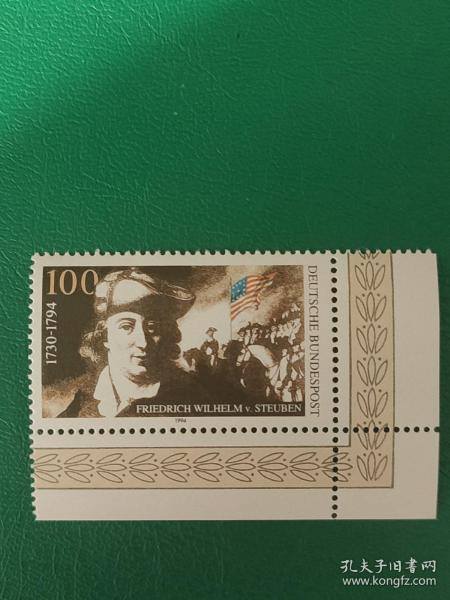 100
1730-1794
FRIEDRICH WILHELM v. STEUBEN
DEUTSCHE BUNDESPOST
1994
孔夫子旧书网
www.kongfz.com